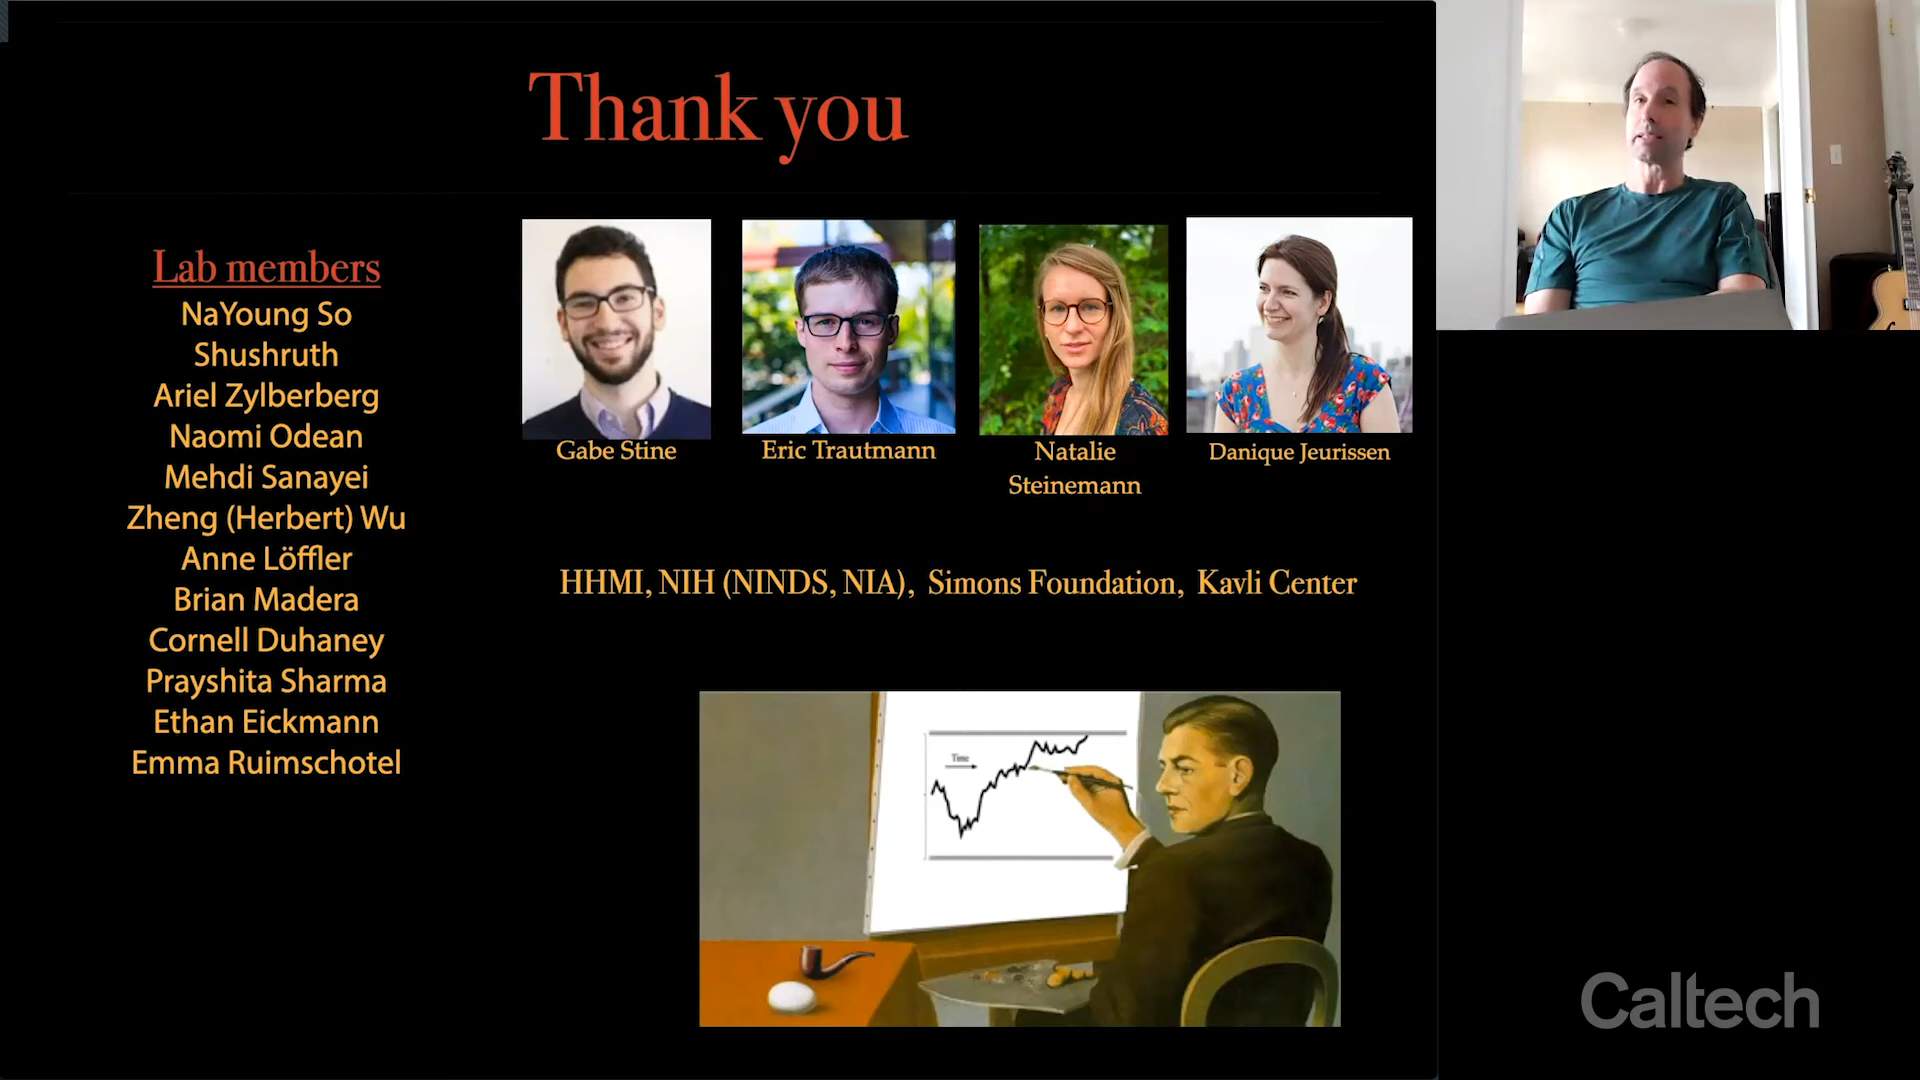 Thank you
Lab members
NaYoung So
Shushruth
Ariel Zylberberg
Naomi Odean
Mehdi Sanayei
Zheng (Herbert) Wu
Anne Löffler
Brian Madera
Cornell Duhaney
Prayshita Sharma
Ethan Eickmann
Emma Ruimschotel
Gabe Stine
Eric Trautmann
Natalie
Steinemann
Danique Jeurissen
HHMI, NIH (NINDS, NIA), Simons Foundation, Kavli Center
Time
Caltech